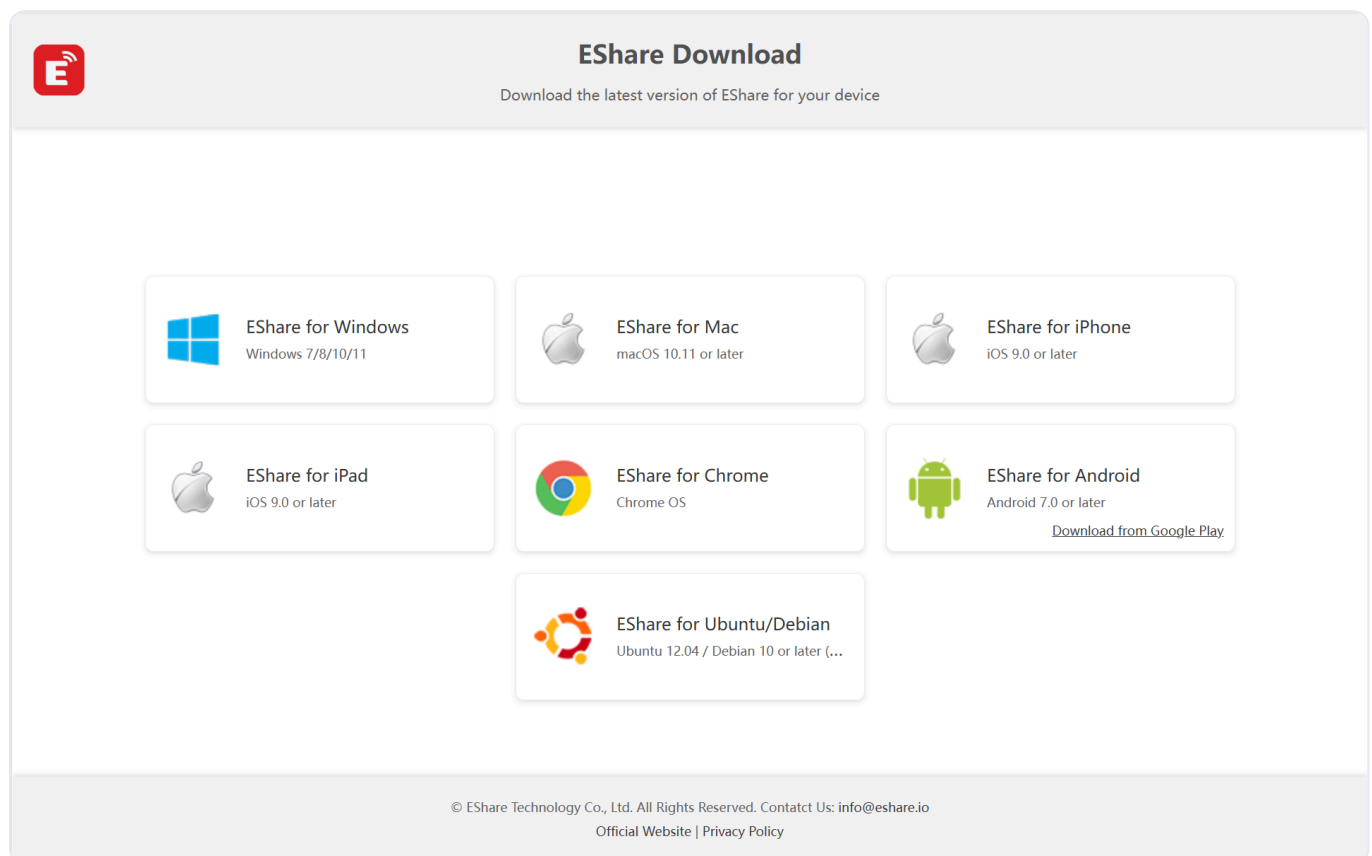 E
EShare Download
Download the latest version of EShare for your device
EShare for Windows
Windows 7/8/10/11
EShare for Mac
macOS 10.11 or later
EShare for iPhone
iOS 9.0 or later
EShare for iPad
iOS 9.0 or later
EShare for Chrome
Chrome OS
EShare for Android
Android 7.0 or later
Download from Google Play
EShare for Ubuntu/Debian
Ubuntu 12.04 / Debian 10 or later (...
© EShare Technology Co., Ltd. All Rights Reserved. Contatct Us: info@eshare.io
Official Website | Privacy Policy